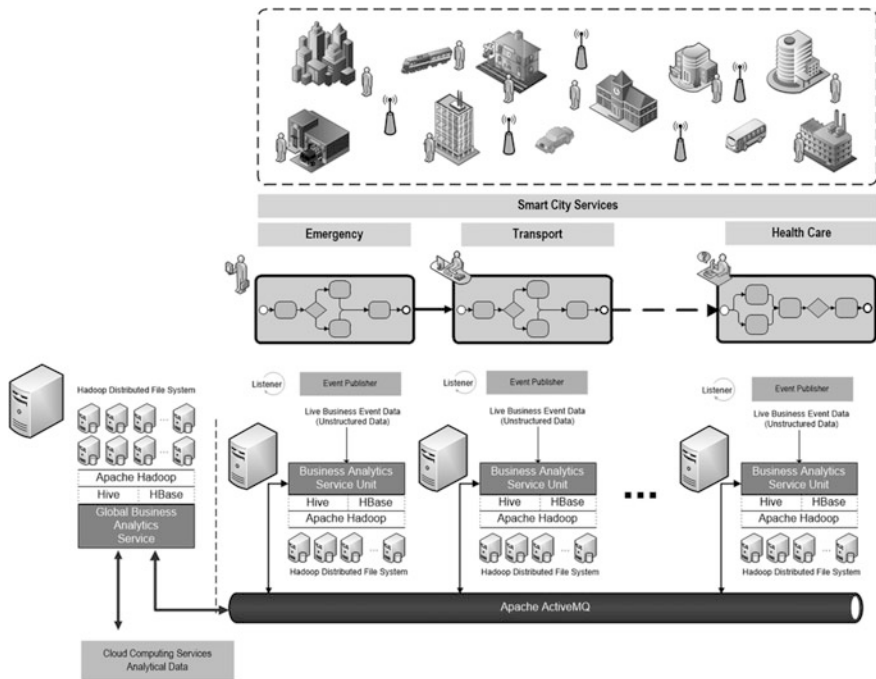 Smart City Services
Emergency
Transport
Health Care
Hadoop Distributed File System
Apache Hadoop
Hive HBase
Global Business
Analytics
Service
Cloud Computing Services
Analytical Data
Listener
Event Publisher
Live Business Event Data
(Unstructured Data)
Business Analytics
Service Unit
Hive HBase
Apache Hadoop
Hadoop Distributed File System
Listener
Event Publisher
Live Business Event Data
(Unstructured Data)
Business Analytics
Service Unit
Hive HBase
Apache Hadoop
Hadoop Distributed File System
Listener
Event Publisher
Live Business Event Data
(Unstructured Data)
Business Analytics
Service Unit
Hive HBase
Apache Hadoop
Hadoop Distributed File System
Apache ActiveMQ